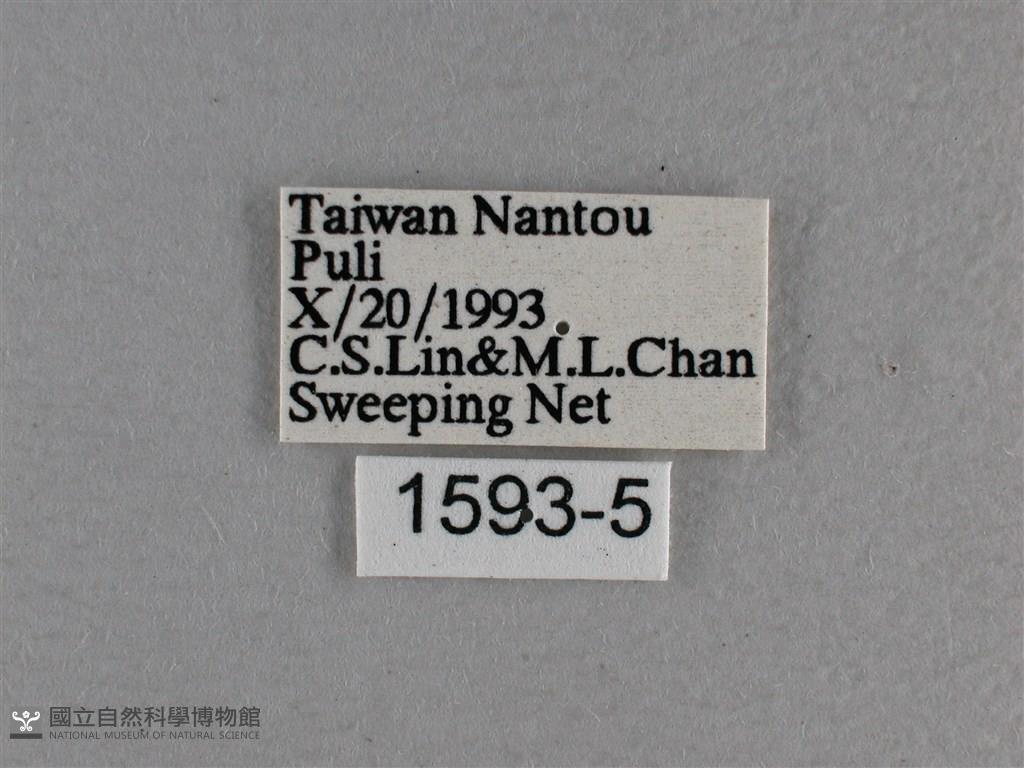 Taiwan Nantou
Puli
X/20/1993
C.S.Lin&M.L.Chan
Sweeping Net
1593-5
國立自然科學博物館
NATIONAL MUSEUM OF NATURAL SCIENCE